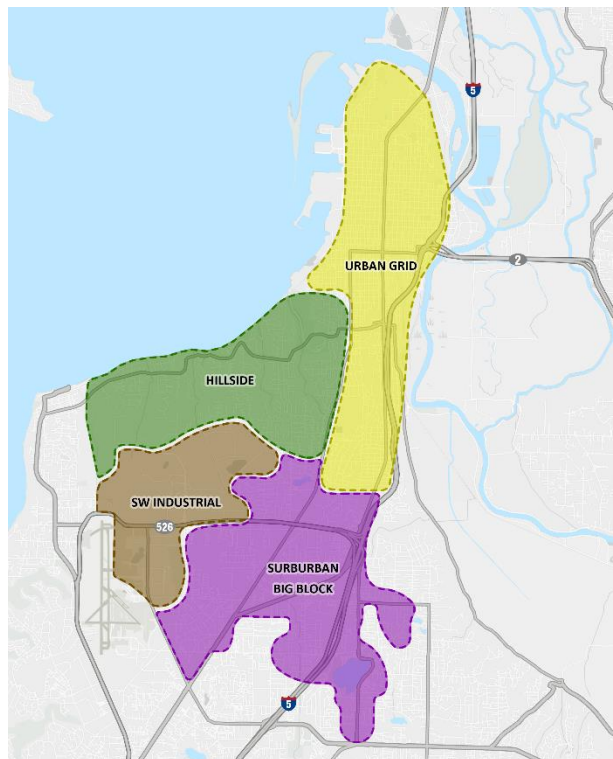 5
URBAN GRID
2
HILLSIDE
SW INDUSTRIAL
526
SURBURBAN
BIG BLOCK
5